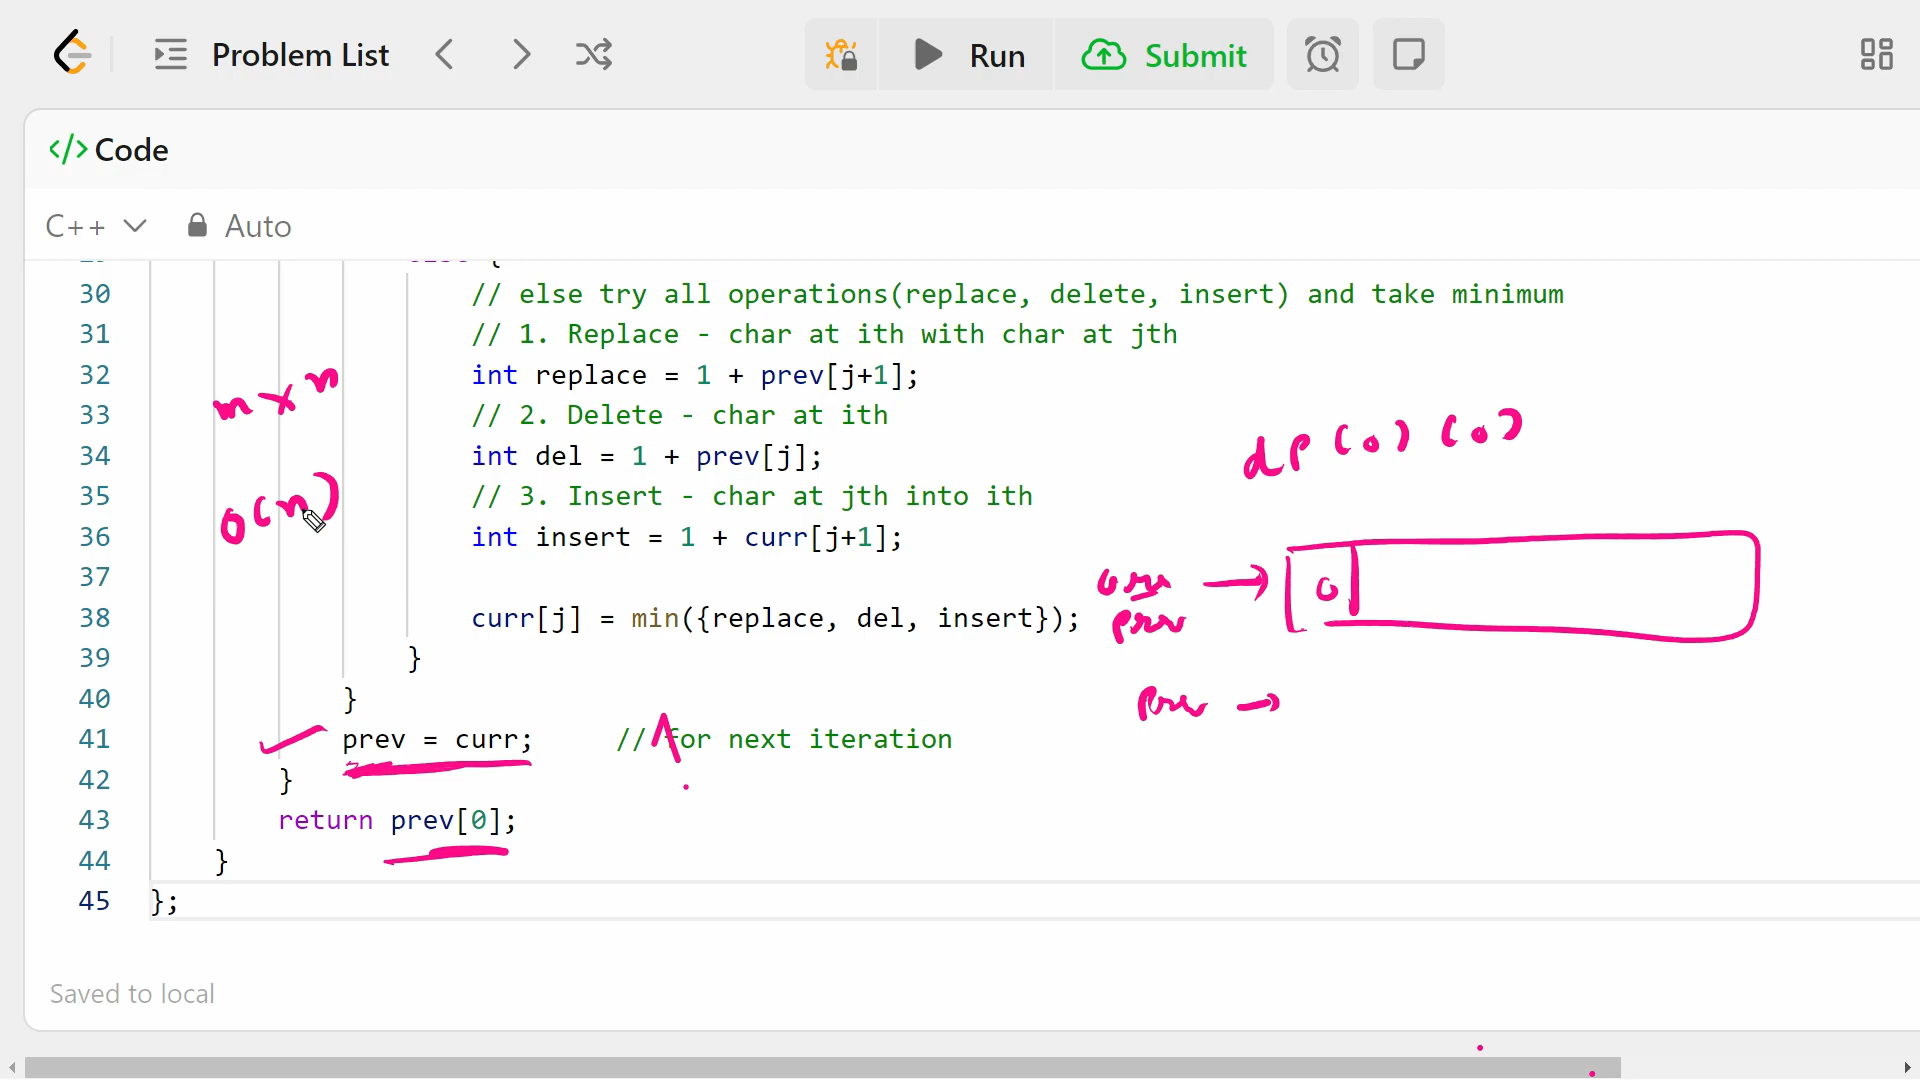 Problem List
Run
Submit
</> Code
C++
Auto
30 // else try all operations(replace, delete, insert) and take minimum
31 // 1. Replace - char at ith with char at jth
32 int replace = 1 + prev[j+1];
33 // 2. Delete - char at ith
34 int del = 1 + prev[j];
35 // 3. Insert - char at jth into ith
36 int insert = 1 + curr[j+1];
37
38 curr[j] = min({replace, del, insert});
39 }
40 }
41 prev = curr; // for next iteration
42 }
43 return prev[0];
44 }
45 };
m x n
O(n)
dp(0)(0)
curr → 0
prev
prev →
Saved to local